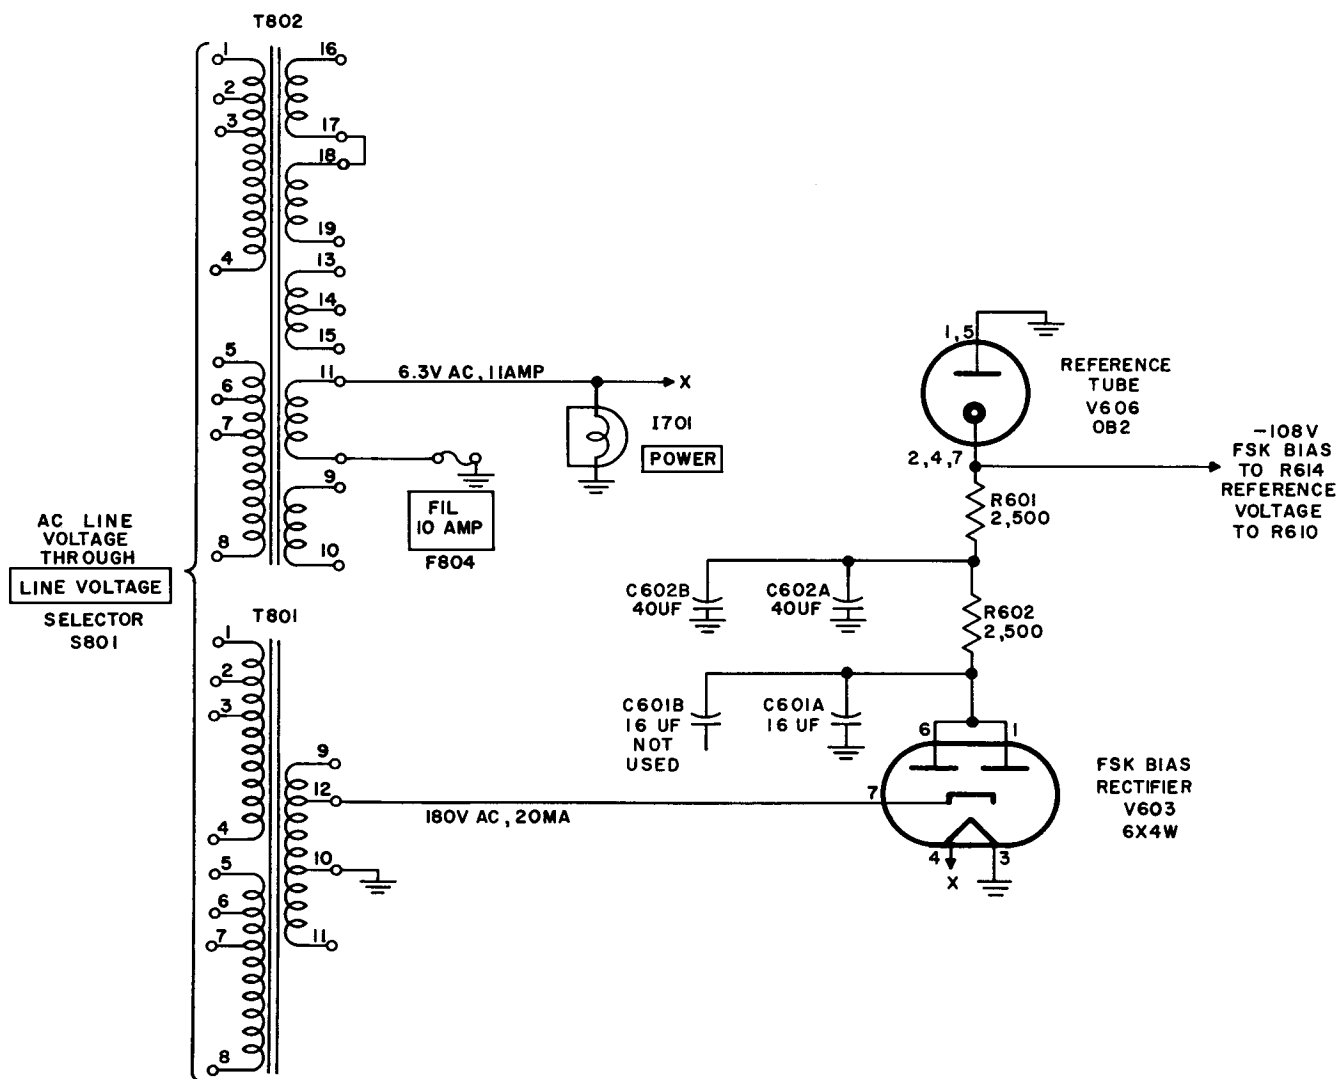 T802
1
2
3
4
5
6
7
8
16
17
18
19
13
14
15
11
9
10
6.3V AC, 11AMP
X
I701
POWER
FIL
10 AMP
F804
AC LINE
VOLTAGE
THROUGH
LINE VOLTAGE
SELECTOR
S801
T801
1
2
3
4
5
6
7
8
9
12
10
11
180V AC, 20MA
1,5
REFERENCE
TUBE
V606
OB2
2,4,7
-108V
FSK BIAS
TO R614
REFERENCE
VOLTAGE
TO R610
R601
2,500
C602B
40UF
C602A
40UF
R602
2,500
C601B
16 UF
NOT
USED
C601A
16 UF
6
1
7
4
3
X
FSK BIAS
RECTIFIER
V603
6X4W